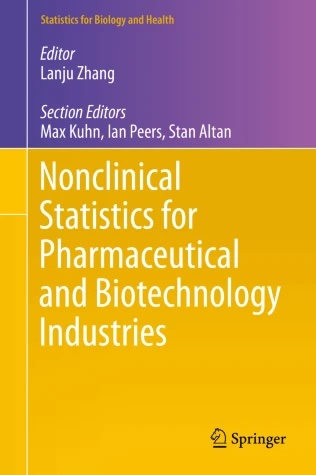 Statistics for Biology and Health
Editor
Lanju Zhang
Section Editors
Max Kuhn, Ian Peers, Stan Altan
Nonclinical
Statistics for
Pharmaceutical
and Biotechnology
Industries
Springer